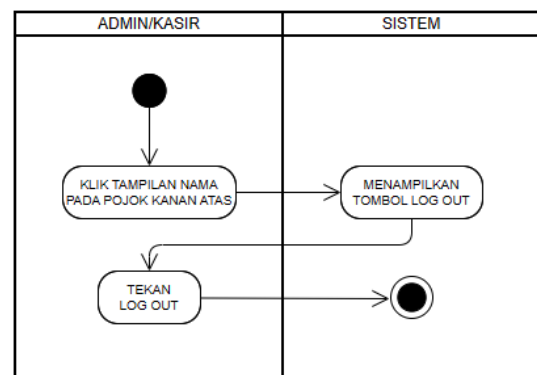 ADMIN/KASIR
SISTEM
KLIK TAMPILAN NAMA
PADA POJOK KANAN ATAS
MENAMPILKAN
TOMBOL LOG OUT
TEKAN
LOG OUT